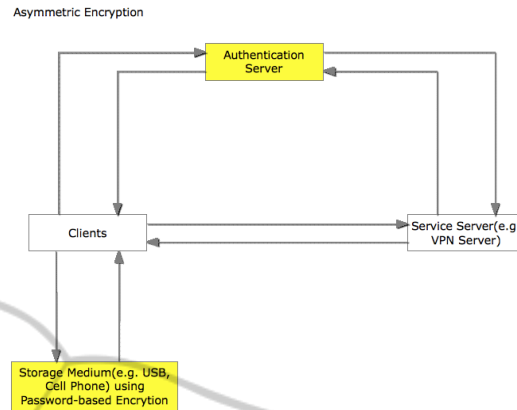 Asymmetric Encryption
Authentication
Server
Clients
Service Server(e.g
VPN Server)
Storage Medium(e.g. USB,
Cell Phone) using
Password-based Encrytion